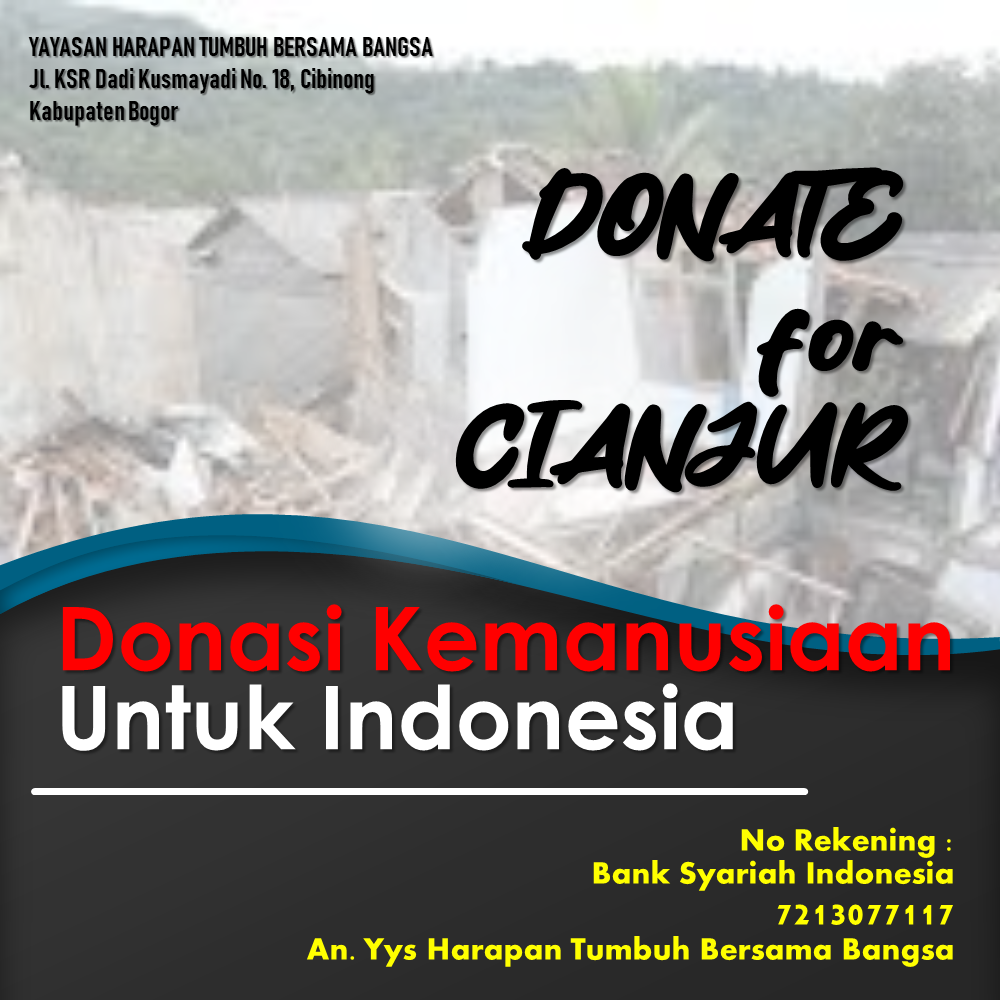 YAYASAN HARAPAN TUMBUH BERSAMA BANGSA
Jl. KSR Dadi Kusmayadi No. 18, Cibinong
Kabupaten Bogor
DONATE
for
CIANJUR
Donasi Kemanusiaan
Untuk Indonesia
No Rekening :
Bank Syariah Indonesia
7213077117
An. Yys Harapan Tumbuh Bersama Bangsa